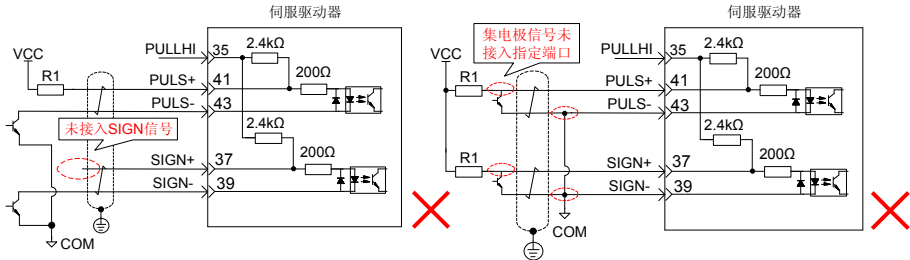 伺服驱动器
VCC
R1
PULLHI
35
2.4kΩ
PULS+
41
200Ω
PULS-
43
未接入SIGN信号
2.4kΩ
SIGN+
37
200Ω
SIGN-
39
COM
伺服驱动器
集电极信号未
接入指定端口
VCC
R1
PULLHI
35
2.4kΩ
PULS+
41
200Ω
PULS-
43
2.4kΩ
R1
SIGN+
37
200Ω
SIGN-
39
COM